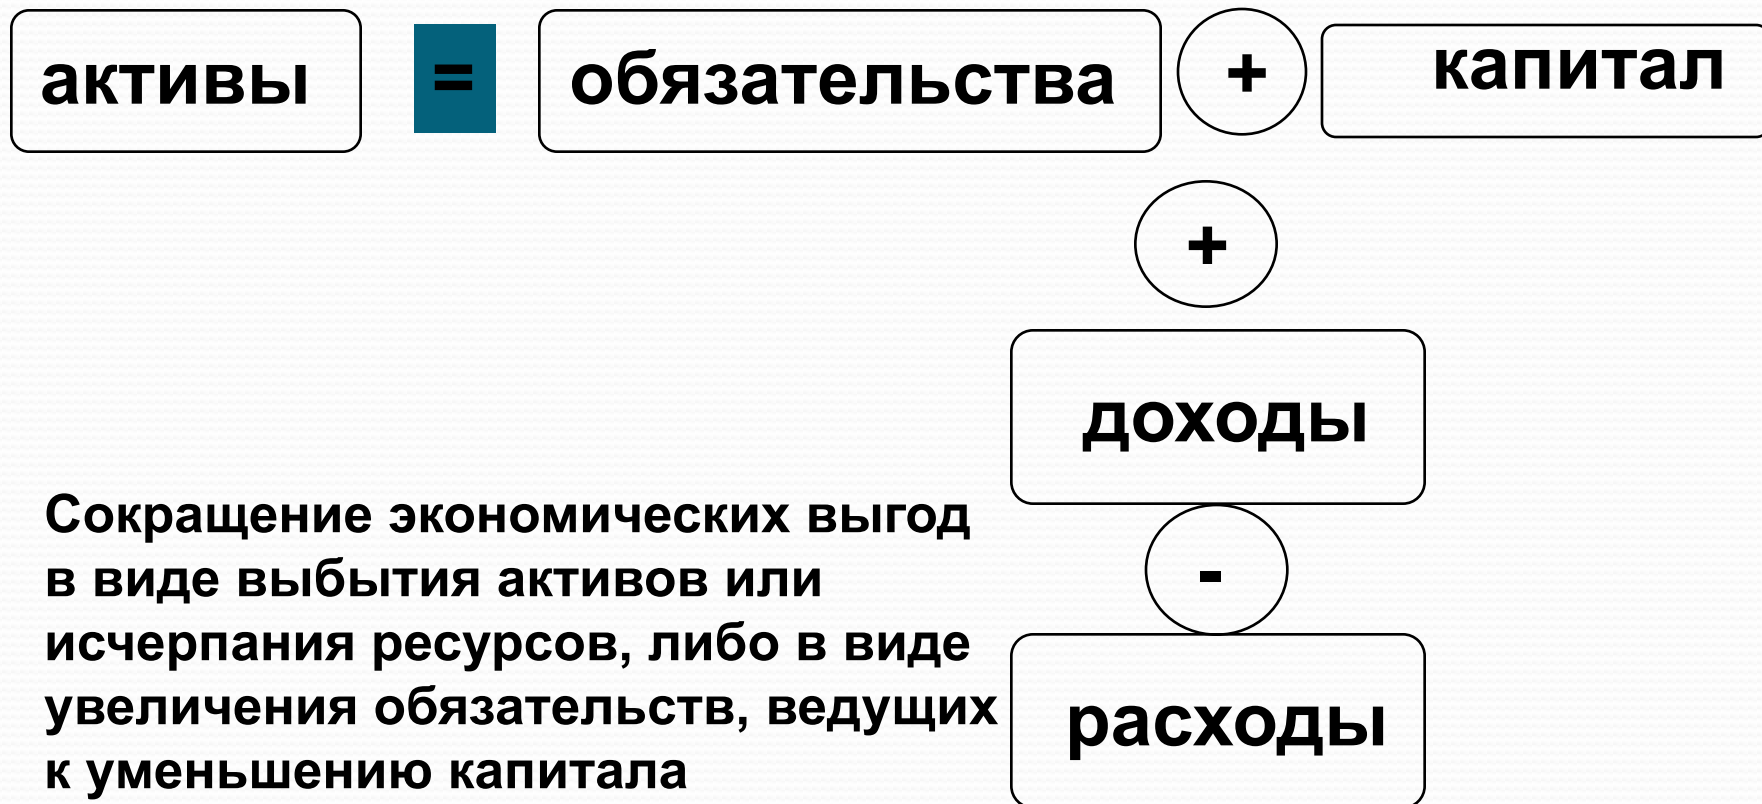 активы = обязательства + капитал
+
доходы
-
расходы
Сокращение экономических выгод
в виде выбытия активов или
исчерпания ресурсов, либо в виде
увеличения обязательств, ведущих
к уменьшению капитала